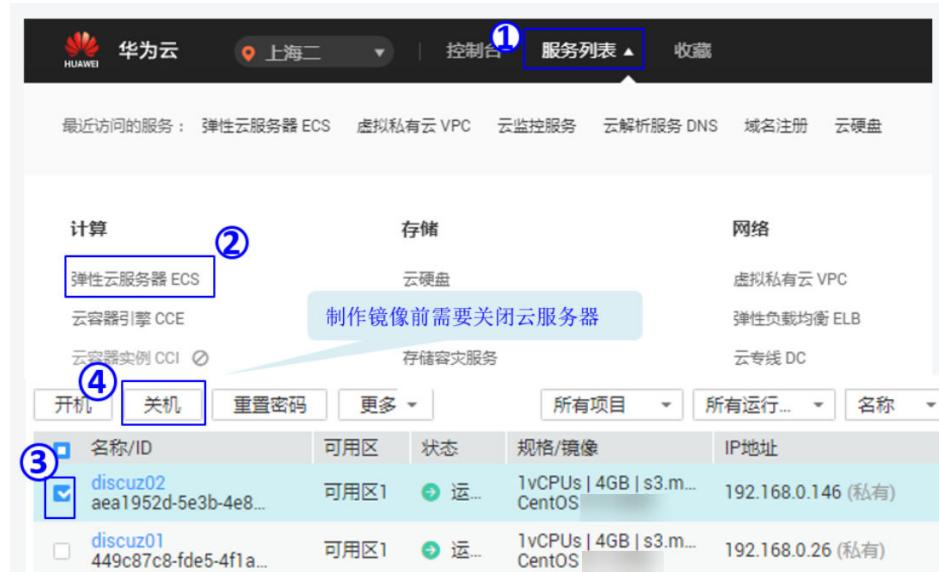 HUAWEI 华为云 上海二 控制台 ① 服务列表 收藏
最近访问的服务： 弹性云服务器 ECS 虚拟私有云 VPC 云监控服务 云解析服务 DNS 域名注册 云硬盘
计算 存储 网络
②
弹性云服务器 ECS 云硬盘 虚拟私有云 VPC
云容器引擎 CCE 制作镜像前需要关闭云服务器 弹性负载均衡 ELB
云容器实例 CCI 存储容灾服务 云专线 DC
④
开机 关机 重置密码 更多 所有项目 所有运行... 名称
名称/ID 可用区 状态 规格/镜像 IP地址
③
discuz02 可用区1 运... 1vCPUs | 4GB | s3.m... 192.168.0.146 (私有)
aea1952d-5e3b-4e8... CentOS
discuz01 可用区1 运... 1vCPUs | 4GB | s3.m... 192.168.0.26 (私有)
449c87c8-fde5-4f1a... CentOS